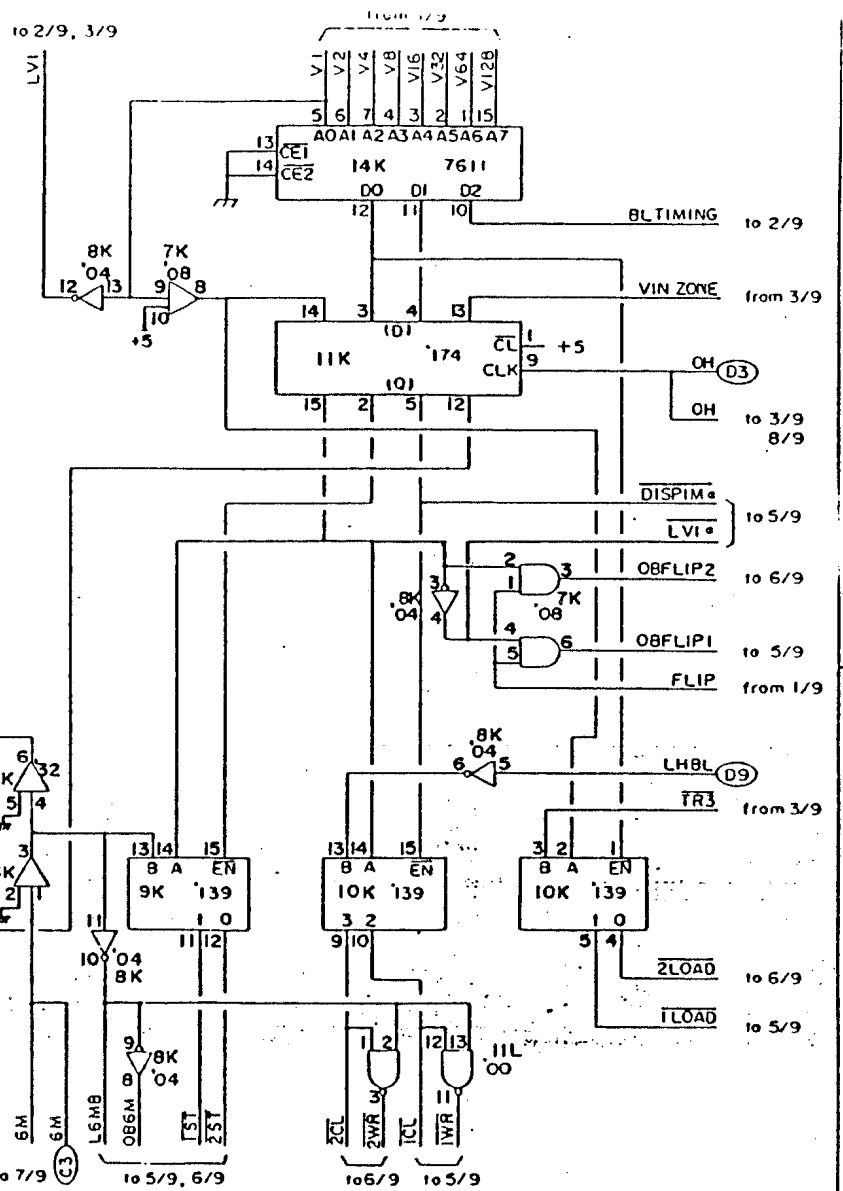 from 1/9
to 2/9, 3/9
LV1
V1 V2 V4 V8 V16 V32 V64 V128
5 6 7 4 3 2 1 15
A0 A1 A2 A3 A4 A5 A6 A7
13 CE1
14 CE2
14K 7611
D0 D1 D2
12 11 10
BLTIMING to 2/9
8K '04
12 13
7K '08
9 8
10
+5
VIN ZONE from 3/9
14 3 4 13
(D)
11K '174
CL 1 +5
CLK 9
(Q)
15 2 5 12
OH D3
OH to 3/9
8/9
DISPIMa
to 5/9
LV1a
2 3 OBFLIP2 to 6/9
1
7K '08
3 8K '04 4
4 6 OBFLIP1 to 5/9
5
FLIP from 1/9
8K '04
6 5 LHBL D9
TR3 from 3/9
6 '32
K
5 4
3
K
2 1
13 14 15
B A EN
9K '139
1 0
11 12
13 14 15
B A EN
10K '139
3 2
9 10
3 2 1
B A EN
10K '139
1 0
5 4
2LOAD to 6/9
1LOAD to 5/9
11
10 '04
8K
9 8K
8 '04
1 2
3
12 13
11
11L '00
6M
6M
L6MB
OB6M
1ST
2ST
2CL
2WR
1CL
1WR
to 7/9
C3
to 5/9, 6/9
to 6/9
to 5/9